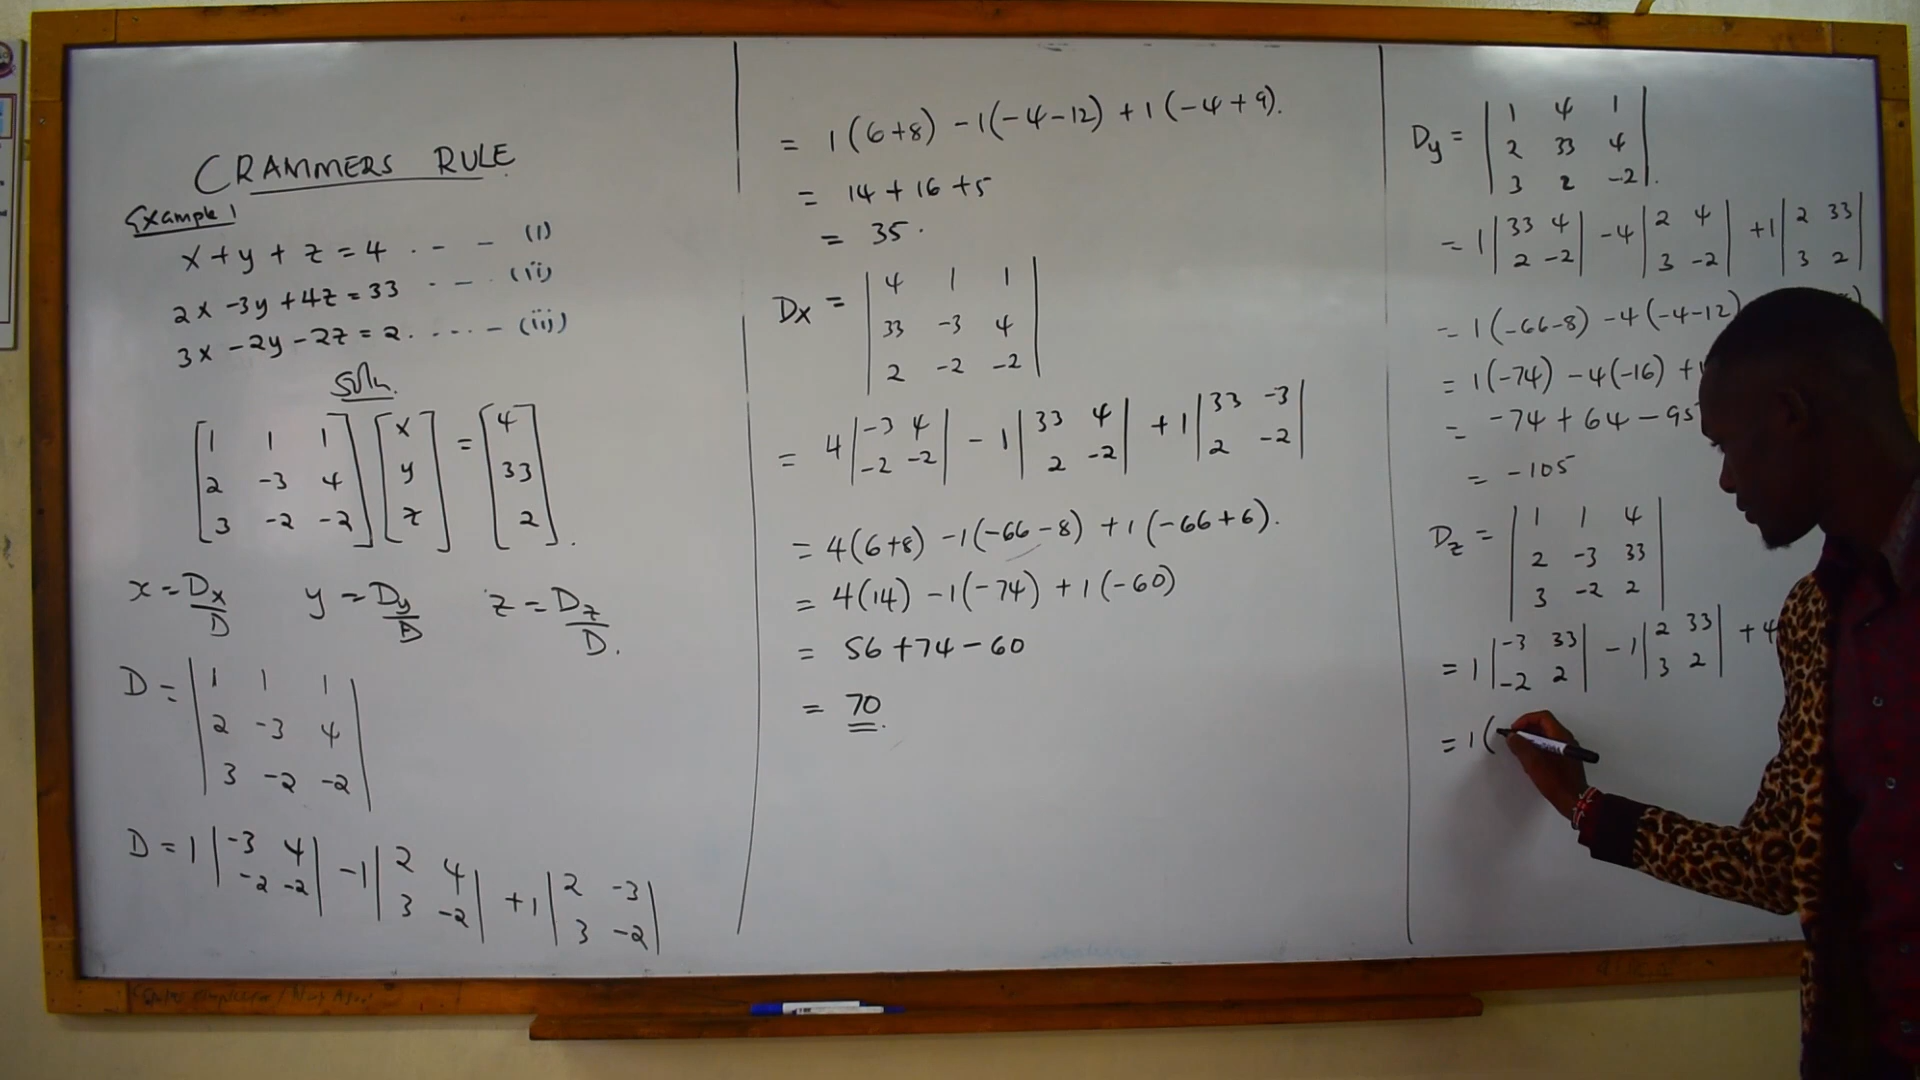 CRAMMERS RULE
Example 1
x + y + z = 4 . - - (i)
2x - 3y + 4z = 33 . - . (ii)
3x - 2y - 2z = 2 . - . . - (iii)
Soln.
[1 1 1] [x] = [4]
[2 -3 4] [y] [33]
[3 -2 -2] [z] [2].
x = Dx/D y = Dy/D z = Dz/D.
D = |1 1 1|
|2 -3 4|
|3 -2 -2|
D = 1 |-3 4| - 1 |2 4| + 1 |2 -3|
|-2 -2| |3 -2| |3 -2|
= 1(6+8) - 1(-4-12) + 1(-4+9).
= 14 + 16 + 5
= 35.
Dx = |4 1 1|
|33 -3 4|
|2 -2 -2|
= 4 |-3 4| - 1 |33 4| + 1 |33 -3|
|-2 -2| |2 -2| |2 -2|
= 4(6+8) - 1(-66-8) + 1(-66+6).
= 4(14) - 1(-74) + 1(-60)
= 56 + 74 - 60
= 70.
Dy = |1 4 1|
|2 33 4|
|3 2 -2|.
= 1 |33 4| - 4 |2 4| + 1 |2 33|
|2 -2| |3 -2| |3 2|
= 1(-66-8) - 4(-4-12)
= 1(-74) - 4(-16) +
= -74 + 64 - 95
= -105
Dz = |1 1 4|
|2 -3 33|
|3 -2 2|
= 1 |-3 33| - 1 |2 33| + 4
|-2 2| |3 2|
= 1(